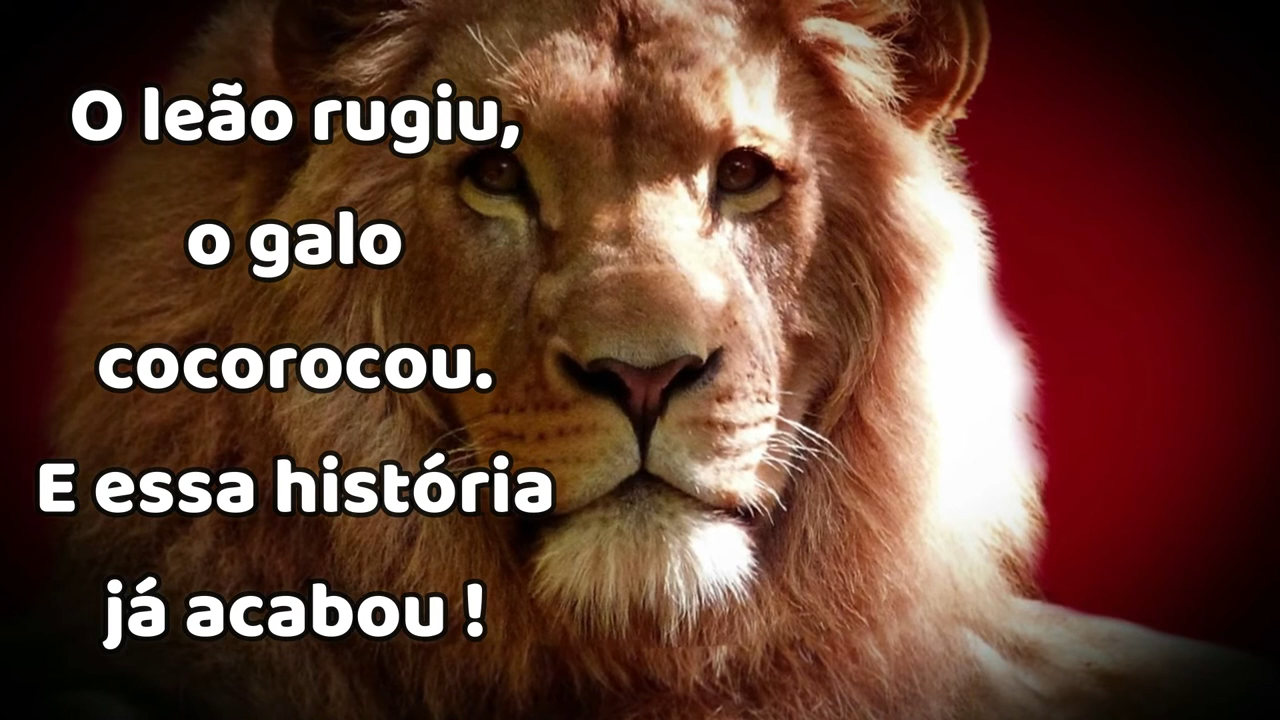 O leão rugiu,
o galo
cocorocou.
E essa história
já acabou !